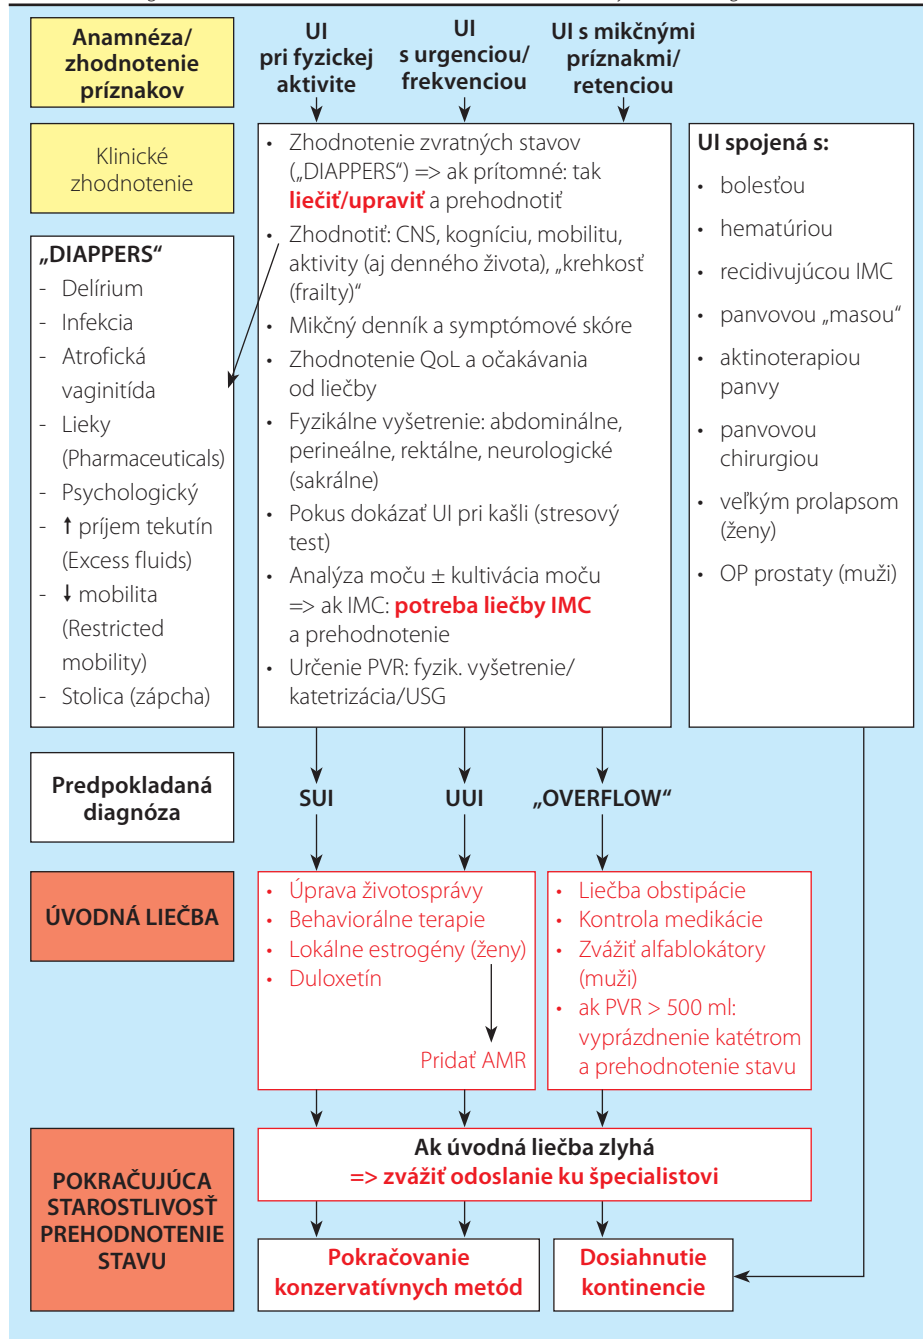 Anamnéza/
zhodnotenie
príznakov
UI
pri fyzickej
aktivite
UI
s urgenciou/
frekvenciou
UI s mikčnými
príznakmi/
retenciou
Klinické
zhodnotenie
• Zhodnotenie zvratných stavov
(„DIAPPERS“) => ak prítomné: tak
liečiť/upraviť a prehodnotiť
• Zhodnotiť: CNS, kogníciu, mobilitu,
aktivity (aj denného života), „krehkosť
(frailty)“
• Mikčný denník a symptómové skóre
• Zhodnotenie QoL a očakávania
od liečby
• Fyzikálne vyšetrenie: abdominálne,
perineálne, rektálne, neurologické
(sakrálne)
• Pokus dokázať UI pri kašli (stresový
test)
• Analýza moču ± kultivácia moču
=> ak IMC: potreba liečby IMC
a prehodnotenie
• Určenie PVR: fyzik. vyšetrenie/
katetrizácia/USG
UI spojená s:
• bolesťou
• hematúriou
• recidivujúcou IMC
• panvovou „masou“
• aktinoterapiou
panvy
• panvovou
chirurgiou
• veľkým prolapsom
(ženy)
• OP prostaty (muži)
„DIAPPERS“
- Delírium
- Infekcia
- Atrofická
vaginitída
- Lieky
(Pharmaceuticals)
- Psychologický
- ↑ príjem tekutín
(Excess fluids)
- ↓ mobilita
(Restricted
mobility)
- Stolica (zápcha)
Predpokladaná
diagnóza
SUI
UUI
„OVERFLOW“
ÚVODNÁ LIEČBA
• Úprava životosprávy
• Behaviorálne terapie
• Lokálne estrogény (ženy)
• Duloxetín
Pridať AMR
• Liečba obstipácie
• Kontrola medikácie
• Zvážiť alfablokátory
(muži)
• ak PVR > 500 ml:
vyprázdnenie katétrom
a prehodnotenie stavu
POKRAČUJÚCA
STAROSTLIVOSŤ
PREHODNOTENIE
STAVU
Ak úvodná liečba zlyhá
=> zvážiť odoslanie ku špecialistovi
Pokračovanie
konzervatívnych metód
Dosiahnutie
kontinencie